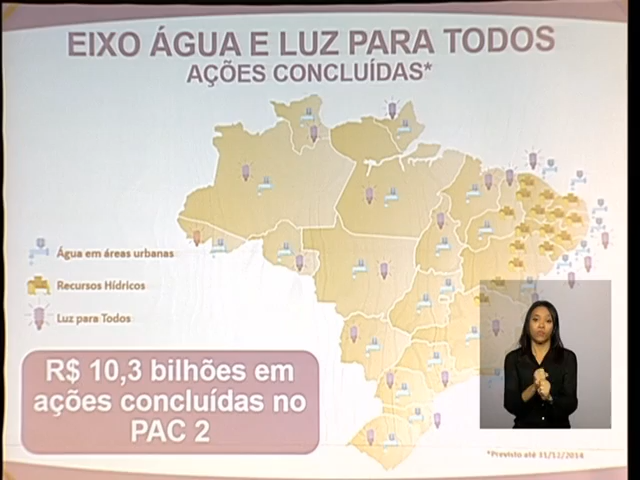 EIXO ÁGUA E LUZ PARA TODOS
AÇÕES CONCLUÍDAS*
Água em áreas urbanas
Recursos Hídricos
Luz para Todos
R$ 10,3 bilhões em
ações concluídas no
PAC 2
*Previsto até 31/12/2014